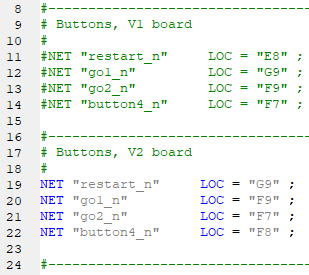 8 #--------------------------------
9 # Buttons, V1 board
10 #
11 #NET "restart_n" LOC = "E8" ;
12 #NET "go1_n" LOC = "G9" ;
13 #NET "go2_n" LOC = "F9" ;
14 #NET "button4_n" LOC = "F7" ;
15
16 #--------------------------------
17 # Buttons, V2 board
18 #
19 NET "restart_n" LOC = "G9" ;
20 NET "go1_n" LOC = "F9" ;
21 NET "go2_n" LOC = "F7" ;
22 NET "button4_n" LOC = "F8" ;
23
24 #--------------------------------